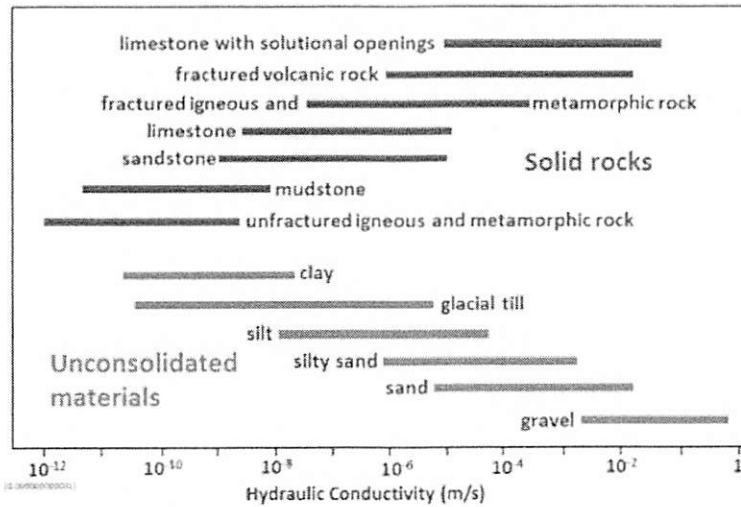 limestone with solutional openings
fractured volcanic rock
fractured igneous and metamorphic rock
limestone
sandstone
Solid rocks
mudstone
unfractured igneous and metamorphic rock
clay
glacial till
silt
Unconsolidated materials
silty sand
sand
gravel
10⁻¹² 10⁻¹⁰ 10⁻⁸ 10⁻⁶ 10⁻⁴ 10⁻² 1
Hydraulic Conductivity (m/s)